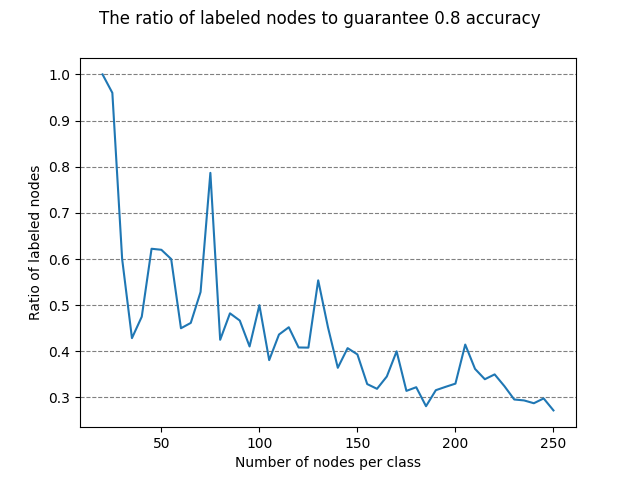 The ratio of labeled nodes to guarantee 0.8 accuracy
1.0
0.9
0.8
0.7
0.6
0.5
0.4
0.3
Ratio of labeled nodes
50 100 150 200 250
Number of nodes per class